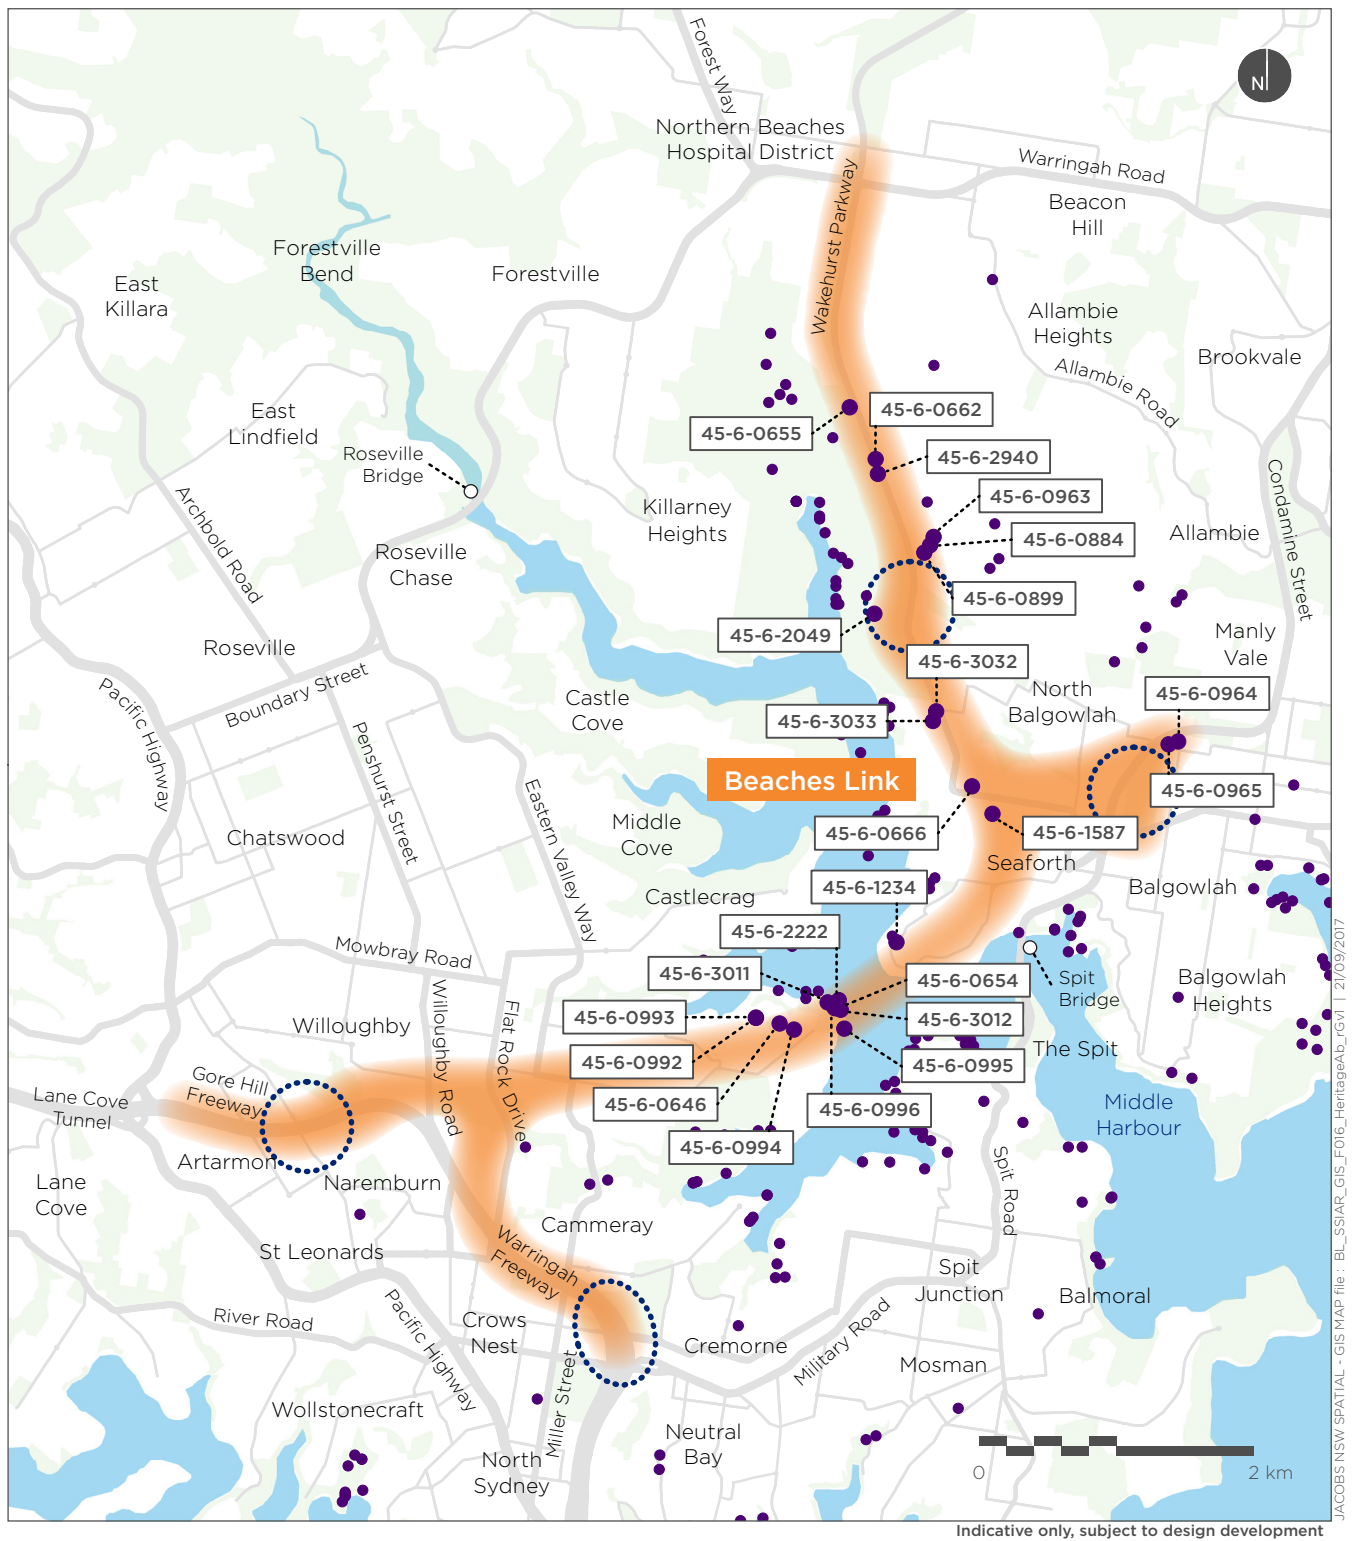 Forest Way
N
Northern Beaches
Hospital District
Warringah Road
Wakehurst Parkway
Beacon
Hill
Forestville
Bend
Forestville
East
Killara
Allambie
Heights
Brookvale
Allambie Road
East
Lindfield
45-6-0662
45-6-0655
Roseville
Bridge
45-6-2940
Condamine Street
Archbold Road
Killarney
Heights
45-6-0963
Allambie
45-6-0884
Roseville
Chase
45-6-0899
45-6-2049
Roseville
Manly
Vale
45-6-3032
Boundary Street
Pacific Highway
Castle
Cove
North
Balgowlah
45-6-0964
45-6-3033
Penshurst Street
Beaches Link
45-6-0965
Eastern Valley Way
Middle
Cove
45-6-0666
45-6-1587
Chatswood
Seaforth
Castlecrag
45-6-1234
Balgowlah
45-6-2222
Mowbray Road
45-6-3011
45-6-0654
Spit
Bridge
Balgowlah
Heights
Willoughby Road
Flat Rock Drive
45-6-0993
45-6-3012
Willoughby
The Spit
45-6-0992
45-6-0995
Gore Hill
Freeway
Lane Cove
Tunnel
45-6-0646
45-6-0996
Middle
Harbour
45-6-0994
Artarmon
Naremburn
Lane
Cove
Spit Road
Cammeray
St Leonards
Warringah
Freeway
Spit
Junction
Balmoral
River Road
Pacific Highway
Crows
Nest
Cremorne
Military Road
Mosman
Miller Street
Wollstonecraft
Neutral
Bay
North
Sydney
0
2 km
JACOBS NSW SPATIAL - GIS MAP file : BL_SSIAR_GIS_F016_HeritageAb_rGv1 | 21/09/2017
Indicative only, subject to design development